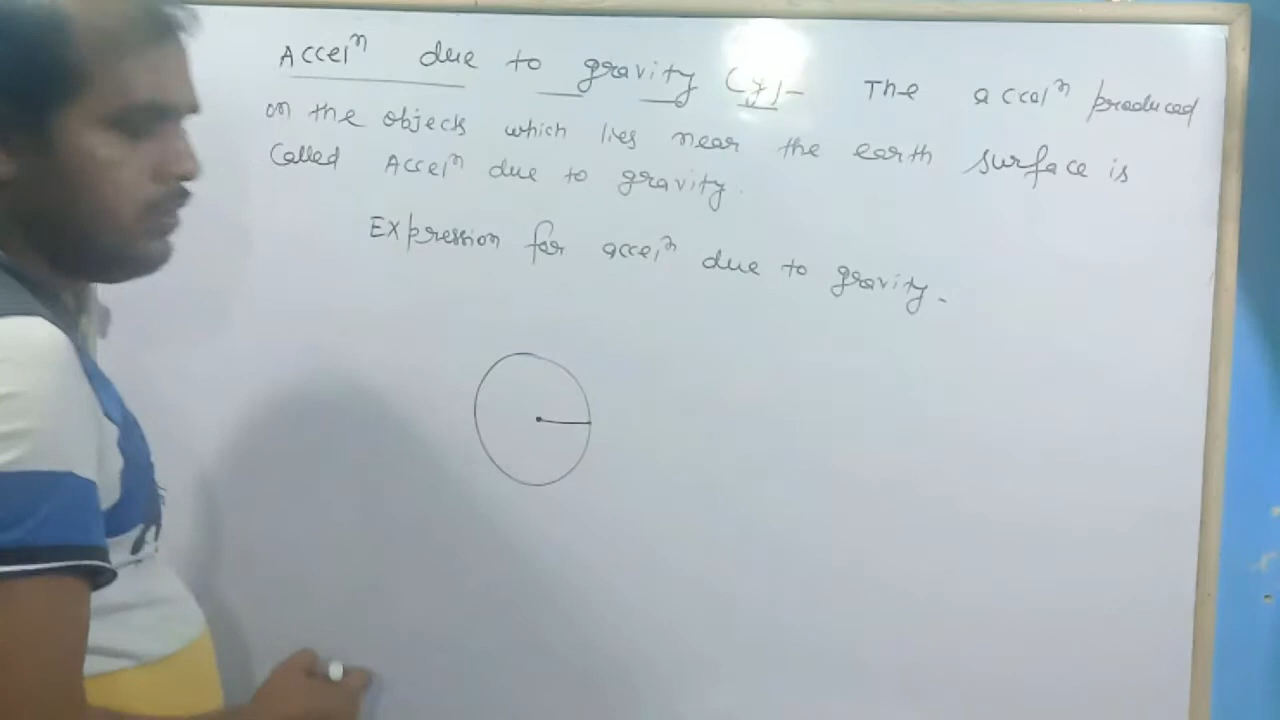 Accelⁿ due to gravity (g)- The accelⁿ produced
on the objects which lies near the earth surface is
Called Accelⁿ due to gravity.
Expression for accelⁿ due to gravity.